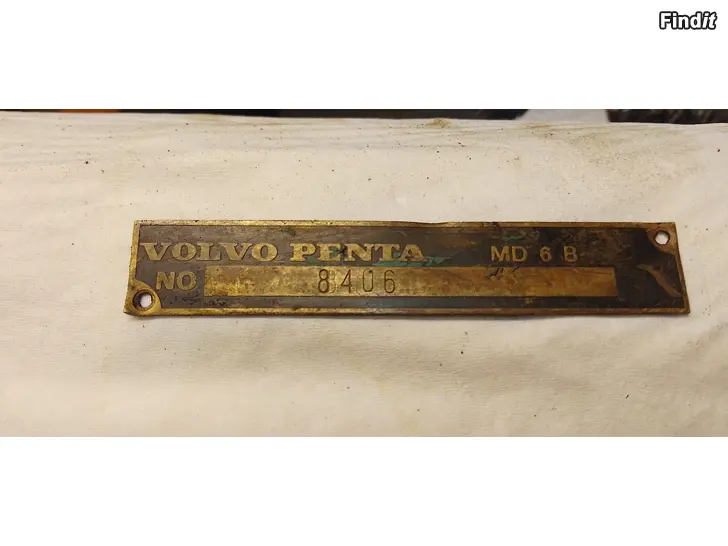 Findit
VOLVO PENTA MD 6 B
NO 8406